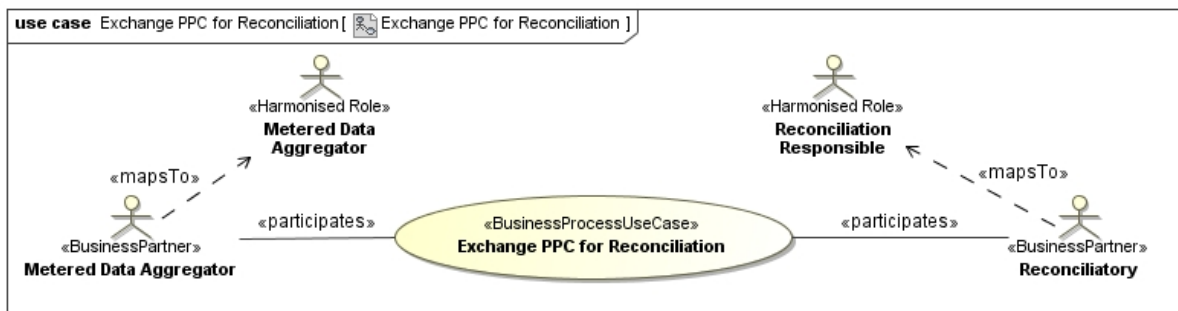 use case Exchange PPC for Reconciliation [ Exchange PPC for Reconciliation ]
«Harmonised Role»
Metered Data
Aggregator
«Harmonised Role»
Reconciliation
Responsible
«mapsTo»
«mapsTo»
«participates»
«BusinessProcessUseCase»
Exchange PPC for Reconciliation
«participates»
«BusinessPartner»
Metered Data Aggregator
«BusinessPartner»
Reconciliatory